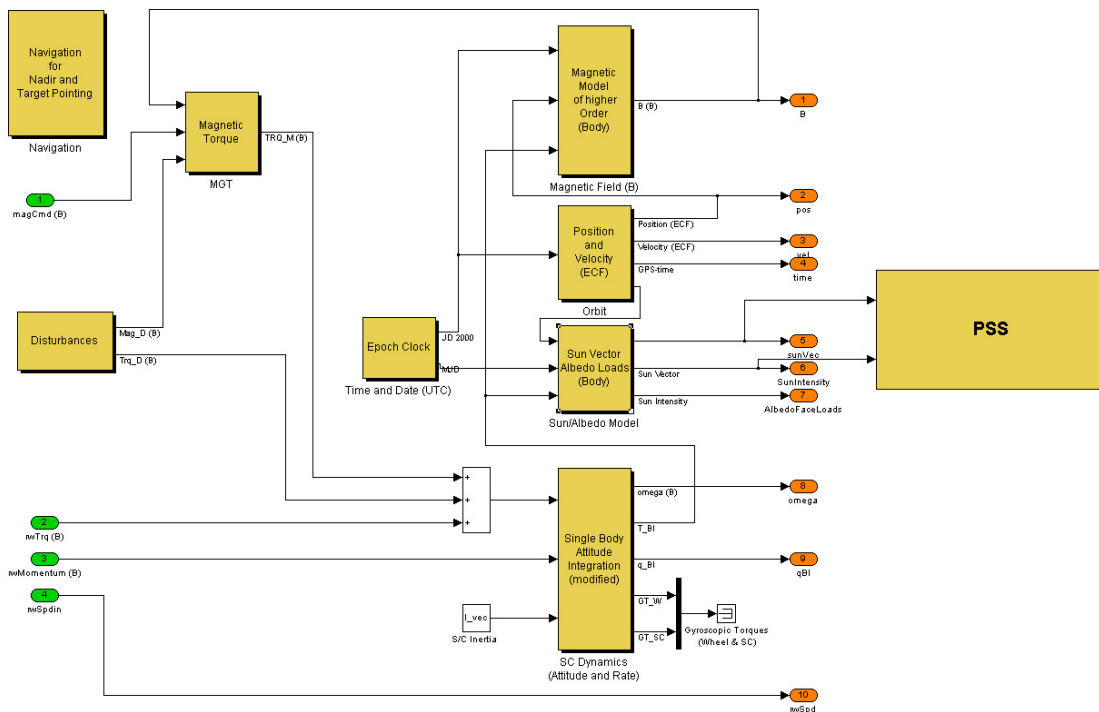 Navigation
for
Nadir and
Target Pointing
Navigation
Magnetic
Torque
TRQ_M (B)
MGT
1
magCmd (B)
Magnetic
Model
of higher
Order
(Body)
B (B)
Magnetic Field (B)
1
B
2
pos
Position
and
Velocity
(ECF)
Position (ECF)
Velocity (ECF)
GPS-time
Orbit
3
vel
4
time
Disturbances
Mag_D (B)
Trq_D (B)
Epoch Clock
JD 2000
MJD
Time and Date (UTC)
Sun Vector
Albedo Loads
(Body)
Sun Vector
Sun Intensity
Sun/Albedo Model
5
sunVec
6
SunIntensity
7
AlbedoFaceLoads
PSS
+
+
+
2
rwTrq (B)
3
rwMomentum (B)
4
rwSpdin
I_vec
S/C Inertia
Single Body
Attitude
Integration
(modified)
omega (B)
T_BI
q_BI
GT_W
GT_SC
SC Dynamics
(Attitude and Rate)
Gyroscopic Torques
(Wheel & SC)
8
omega
9
qBI
10
rwSpd